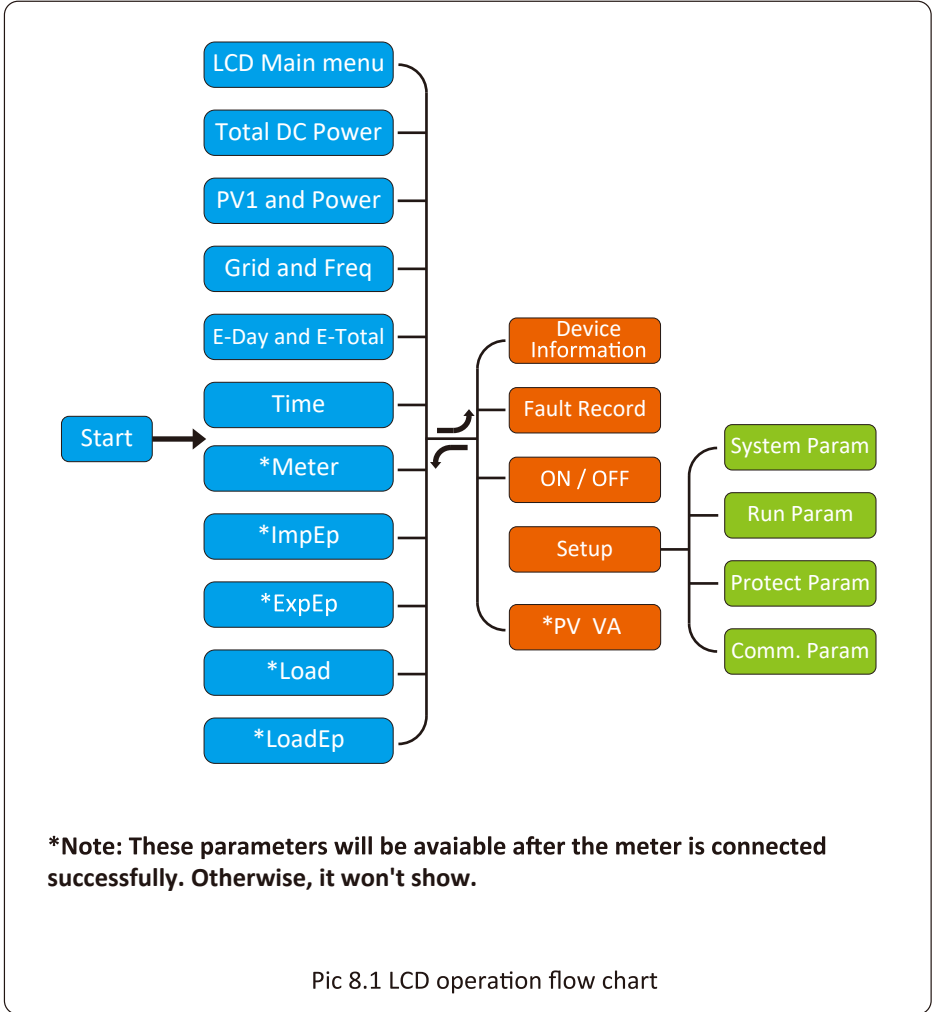 LCD Main menu
Total DC Power
PV1 and Power
Grid and Freq
E-Day and E-Total
Time
Start
*Meter
*ImpEp
*ExpEp
*Load
*LoadEp
Device
Information
Fault Record
ON / OFF
Setup
*PV VA
System Param
Run Param
Protect Param
Comm. Param
*Note: These parameters will be avaiable after the meter is connected
successfully. Otherwise, it won't show.
Pic 8.1 LCD operation flow chart